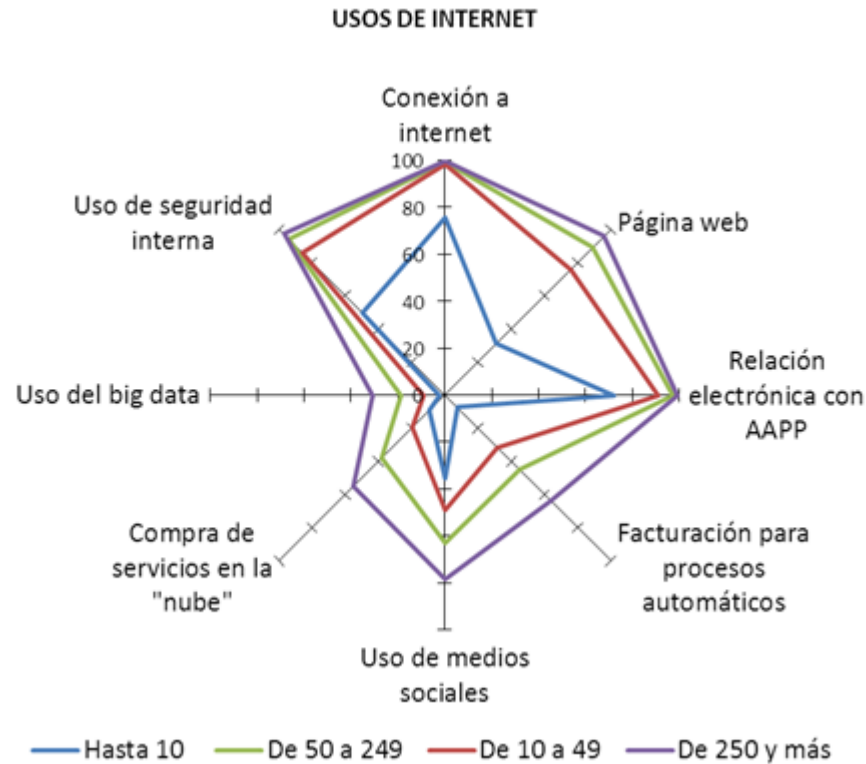 USOS DE INTERNET
Conexión a
internet
100
80
60
40
20
0
Página web
Relación
electrónica con
AAPP
Facturación para
procesos
automáticos
Uso de medios
sociales
Compra de
servicios en la
"nube"
Uso del big data
Uso de seguridad
interna
Hasta 10 De 50 a 249 De 10 a 49 De 250 y más